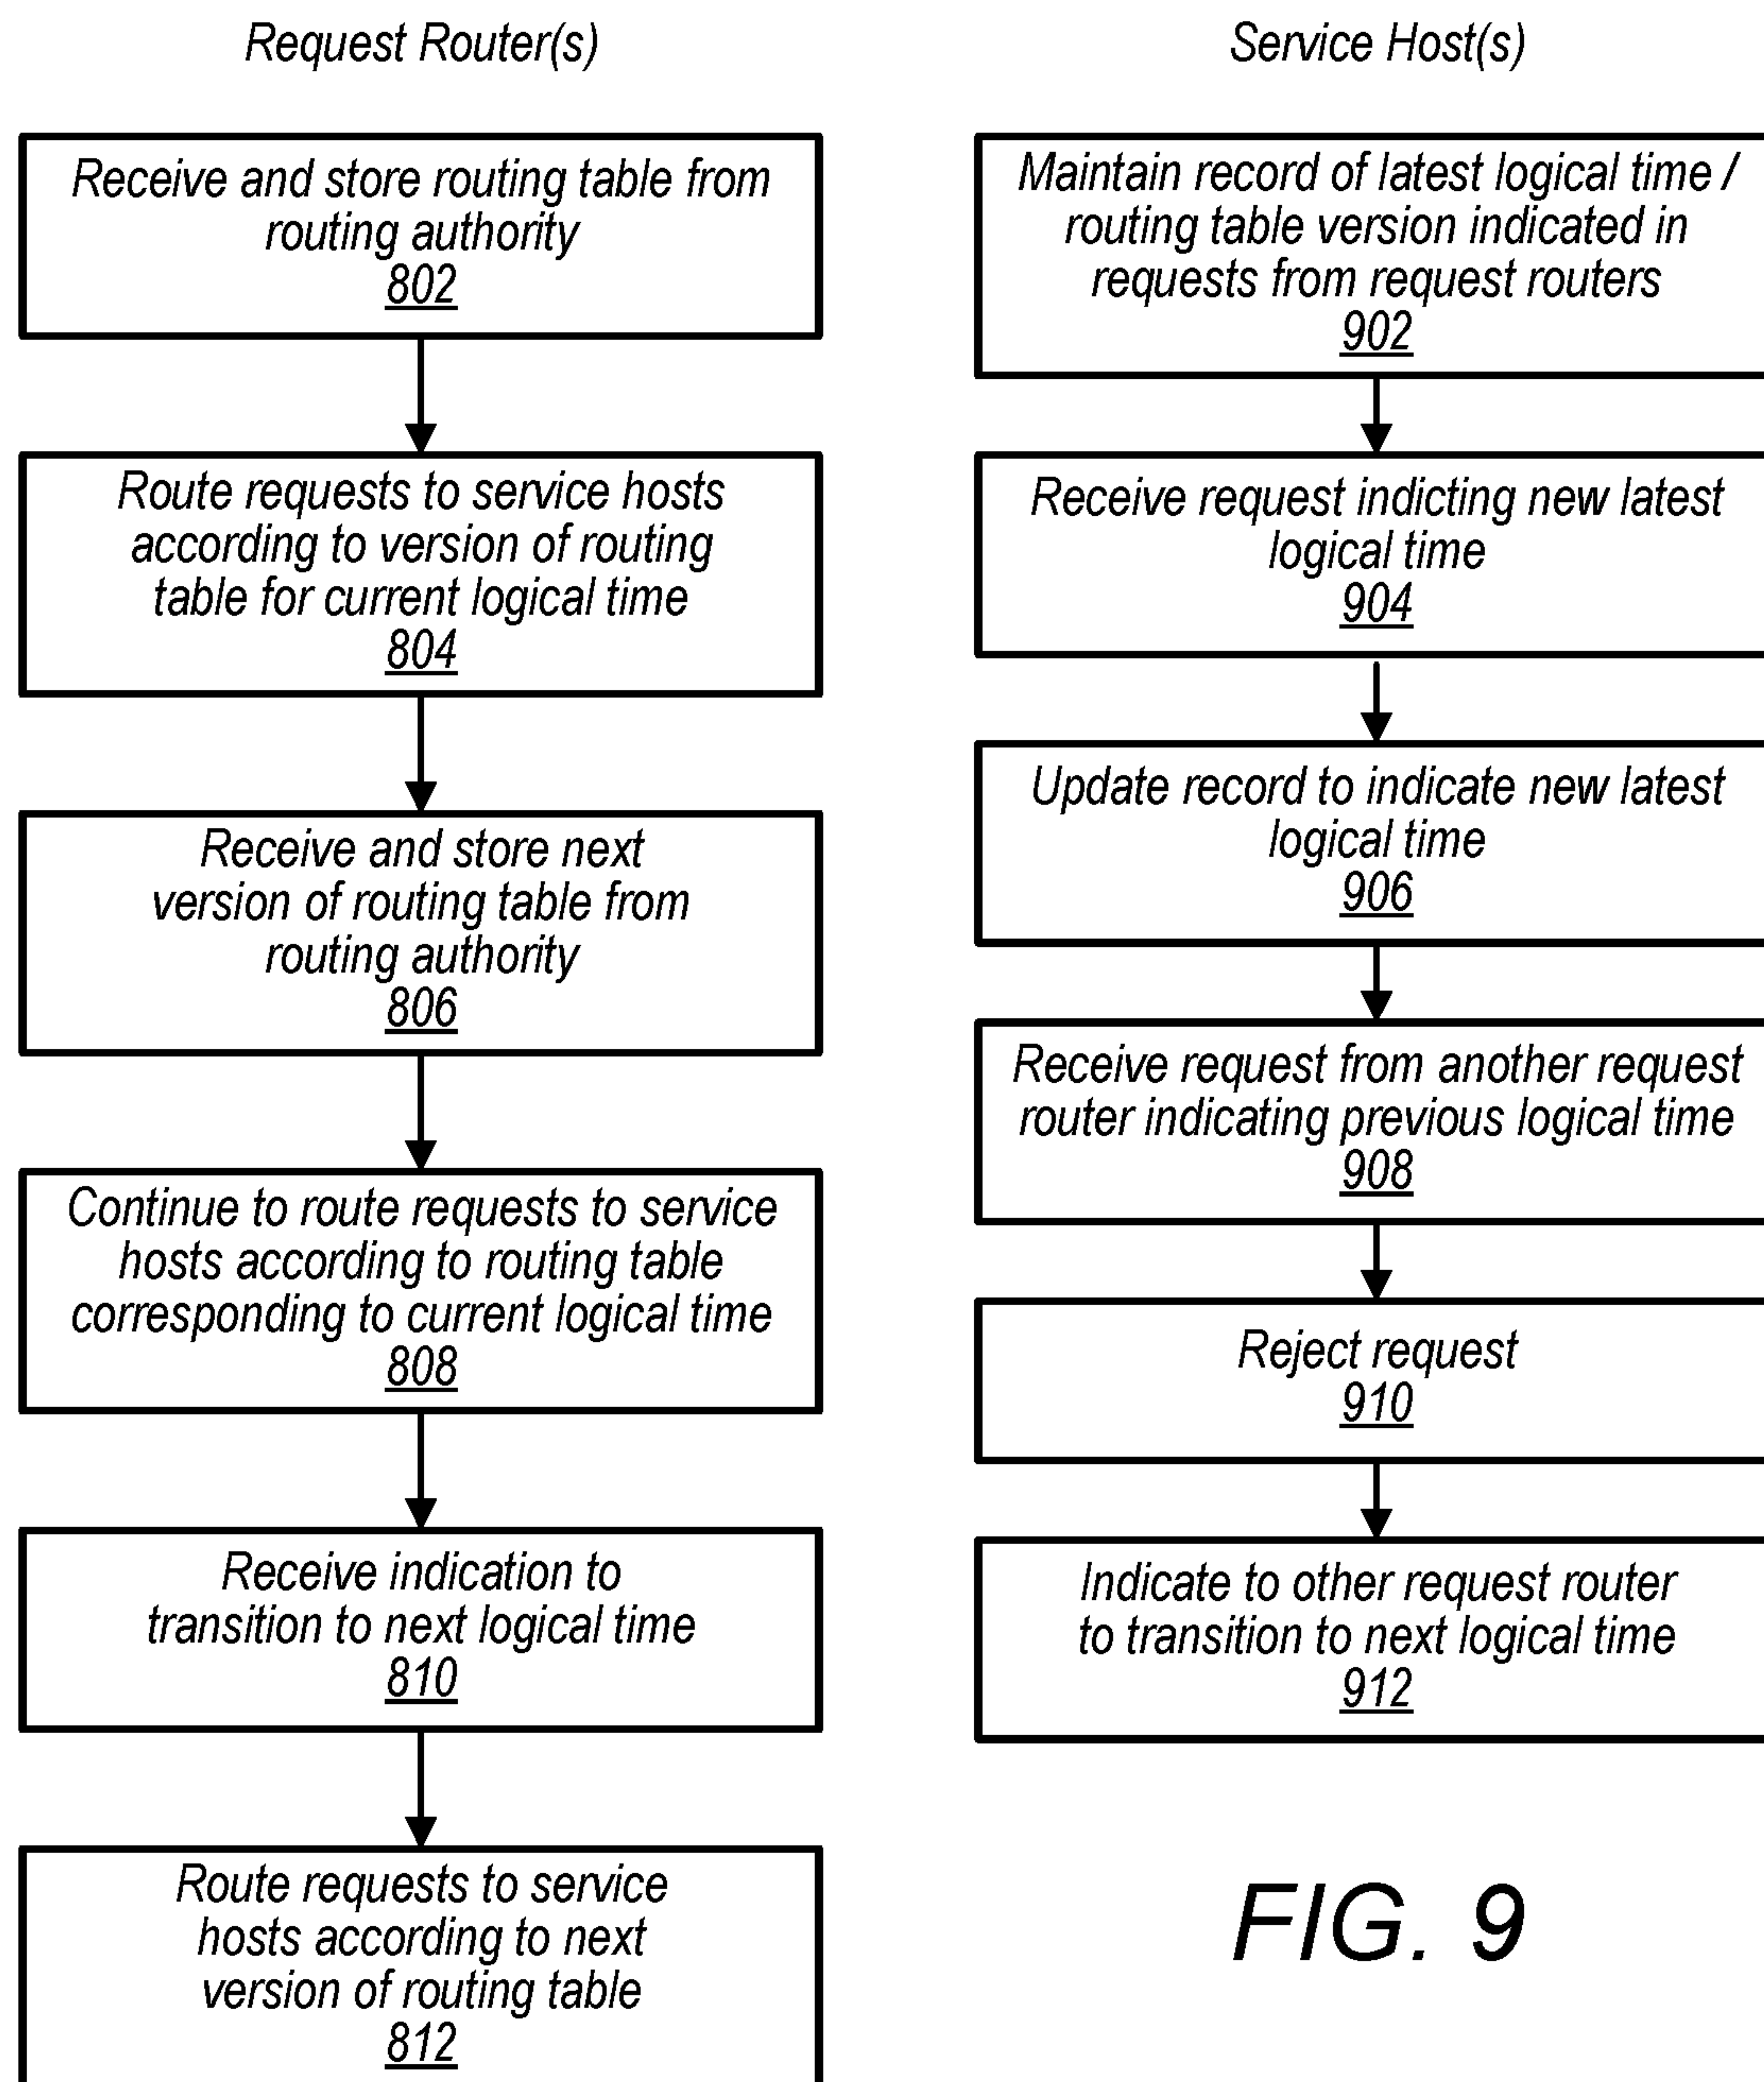 Request Router(s)
Receive and store routing table from
routing authority
802
Route requests to service hosts
according to version of routing
table for current logical time
804
Receive and store next
version of routing table from
routing authority
806
Continue to route requests to service
hosts according to routing table
corresponding to current logical time
808
Receive indication to
transition to next logical time
810
Route requests to service
hosts according to next
version of routing table
812
Service Host(s)
Maintain record of latest logical time /
routing table version indicated in
requests from request routers
902
Receive request indicting new latest
logical time
904
Update record to indicate new latest
logical time
906
Receive request from another request
router indicating previous logical time
908
Reject request
910
Indicate to other request router
to transition to next logical time
912
FIG. 9